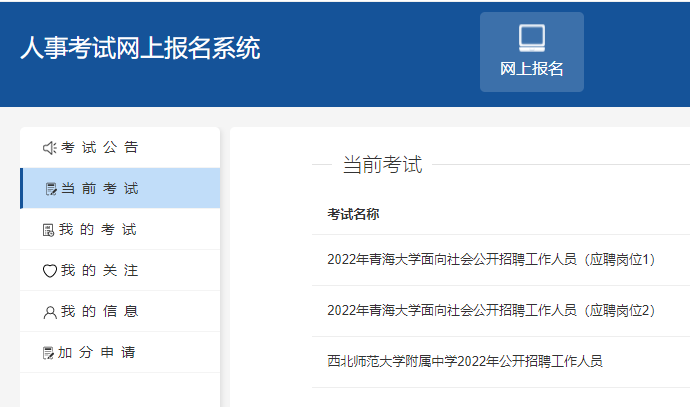 人事考试网上报名系统
网上报名
考试公告
当前考试
我的考试
我的关注
我的信息
加分申请
当前考试
考试名称
2022年青海大学面向社会公开招聘工作人员（应聘岗位1）
2022年青海大学面向社会公开招聘工作人员（应聘岗位2）
西北师范大学附属中学2022年公开招聘工作人员